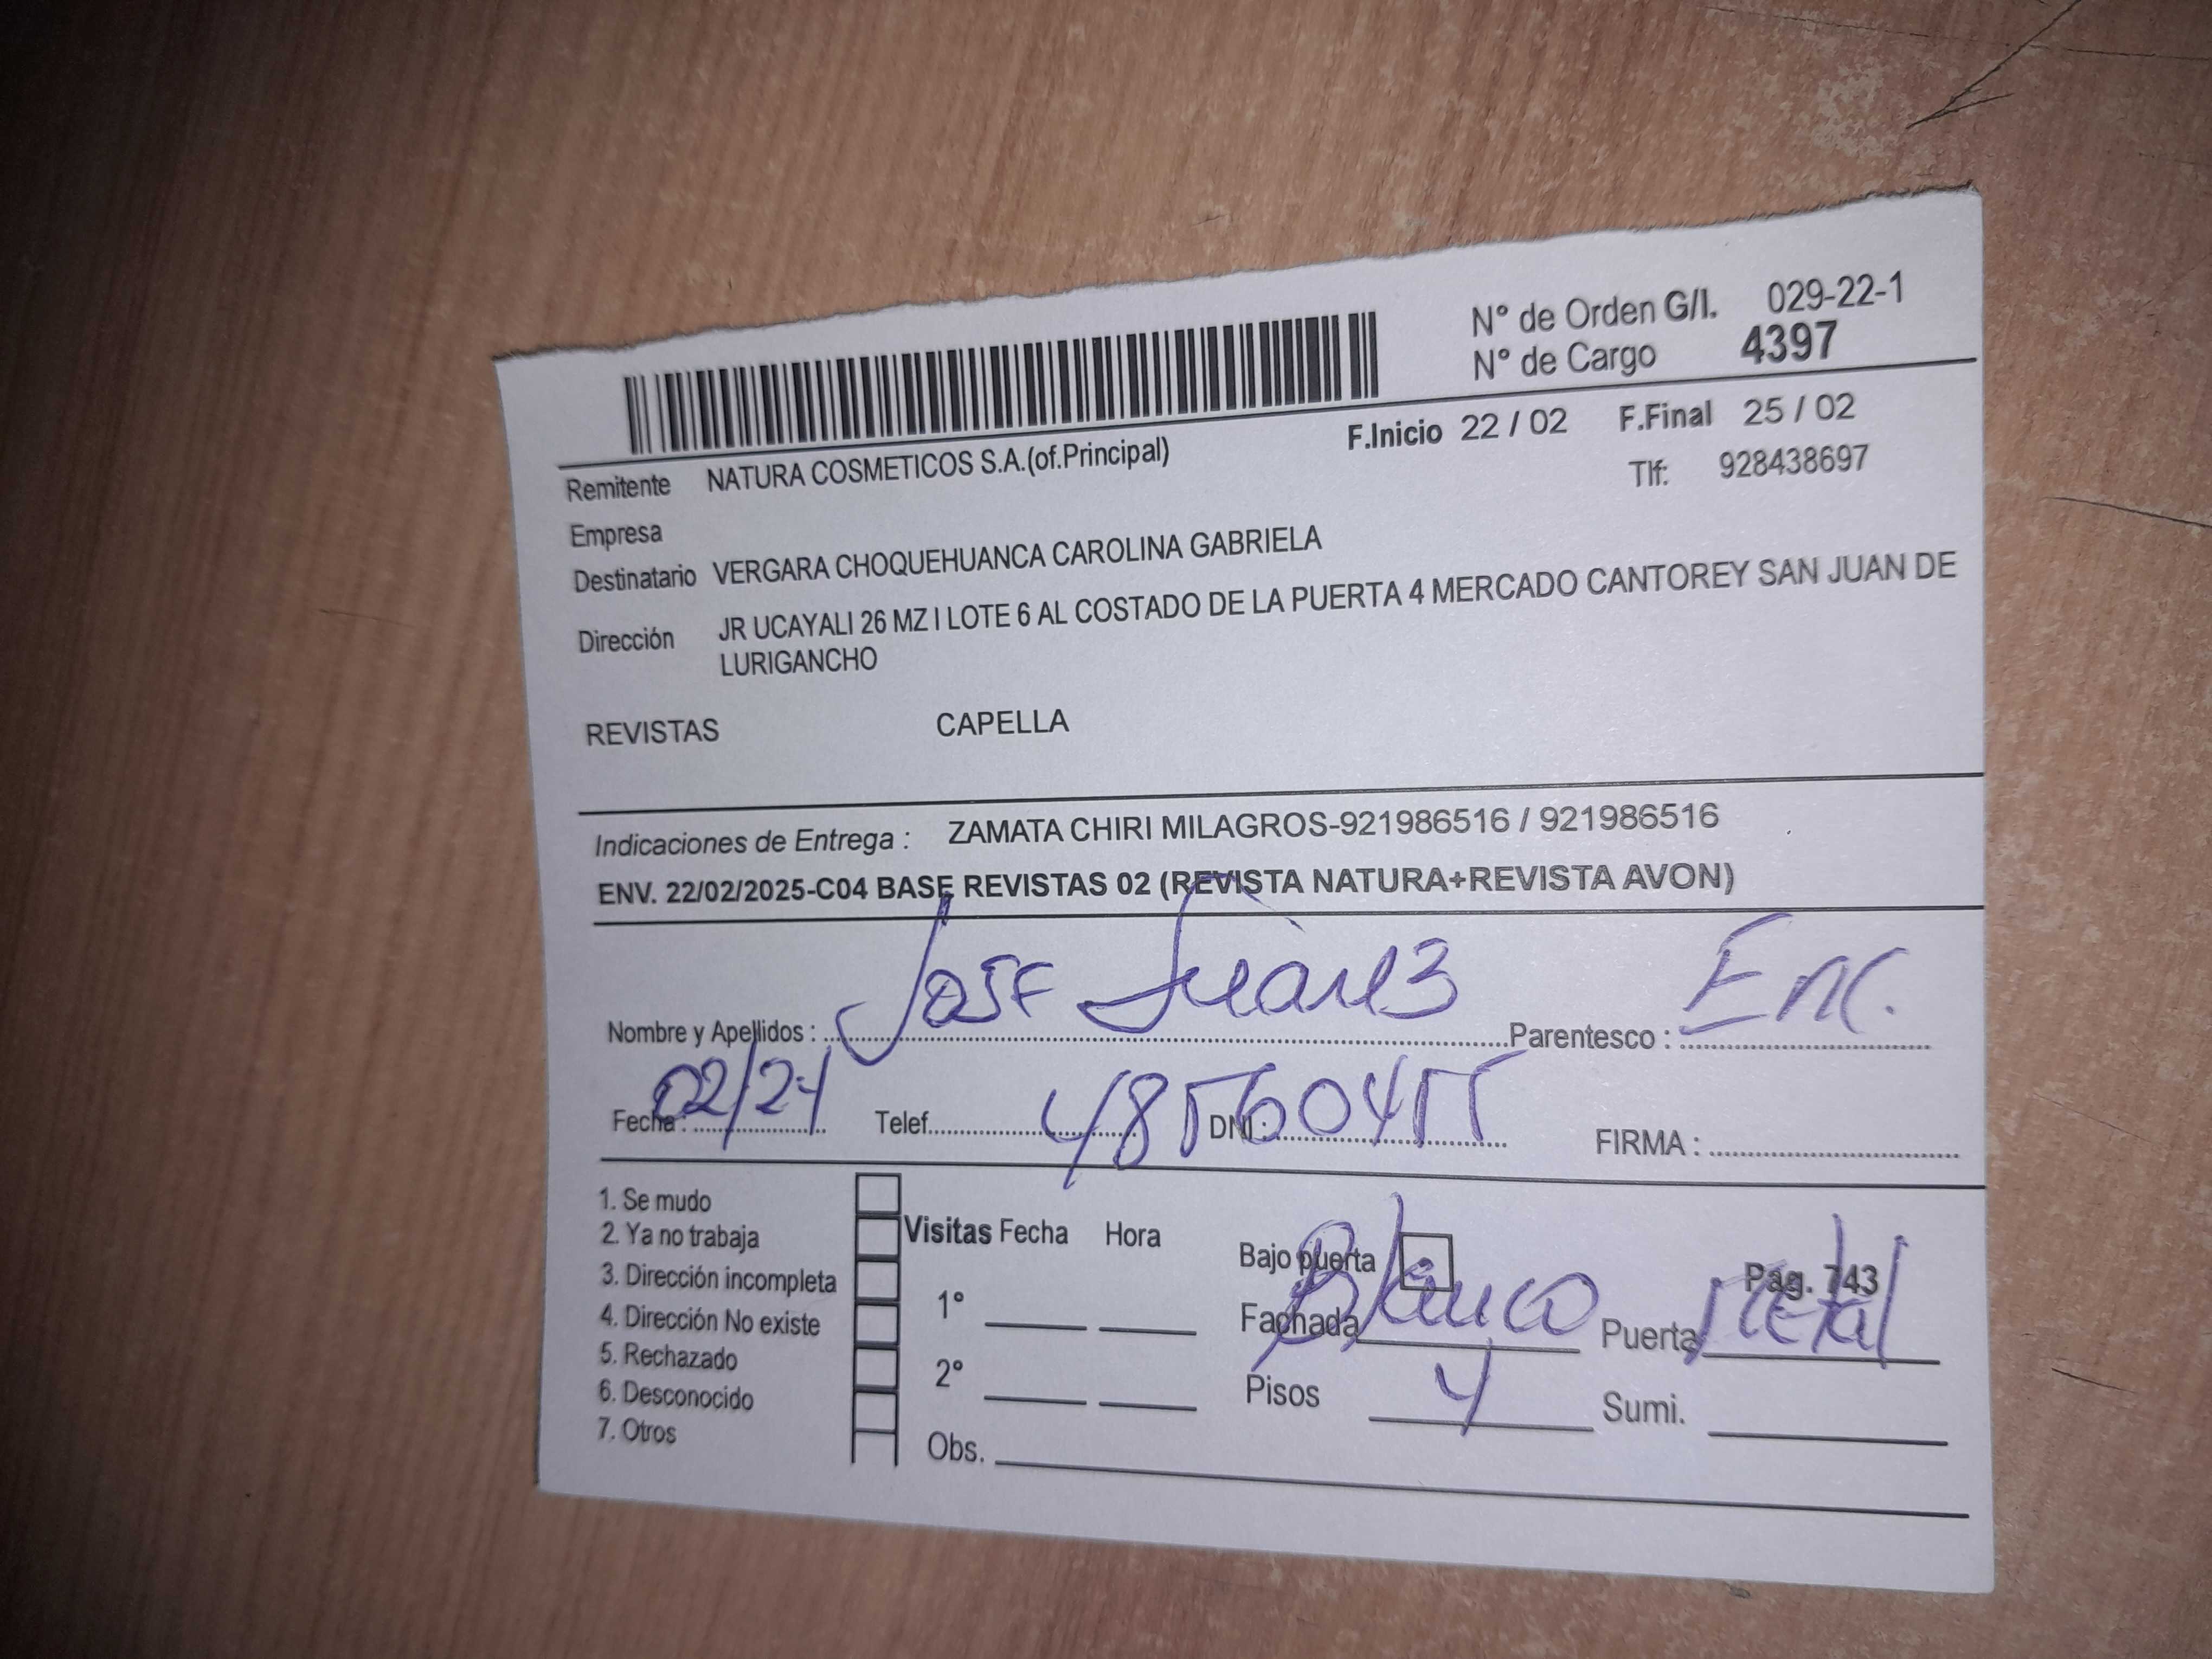 N° de Orden G/I. 029-22-1
N° de Cargo 4397
F.Inicio 22 / 02 F.Final 25 / 02
Remitente NATURA COSMETICOS S.A.(of.Principal) Tlf: 928438697
Empresa
Destinatario VERGARA CHOQUEHUANCA CAROLINA GABRIELA
Dirección JR UCAYALI 26 MZ I LOTE 6 AL COSTADO DE LA PUERTA 4 MERCADO CANTOREY SAN JUAN DE
LURIGANCHO
REVISTAS CAPELLA
Indicaciones de Entrega : ZAMATA CHIRI MILAGROS-921986516 / 921986516
ENV. 22/02/2025-C04 BASE REVISTAS 02 (REVISTA NATURA+REVISTA AVON)
Nombre y Apellidos : José Juárez Parentesco : Enc.
Fecha : 02/24 Telef. DNI : 48560455 FIRMA :
1. Se mudo
2. Ya no trabaja
3. Dirección incompleta
4. Dirección No existe
5. Rechazado
6. Desconocido
7. Otros
Visitas Fecha Hora
1°
2°
Obs.
Bajo puerta Pag. 743
Fachada Blanco Puerta Metal
Pisos 4 Sumi.